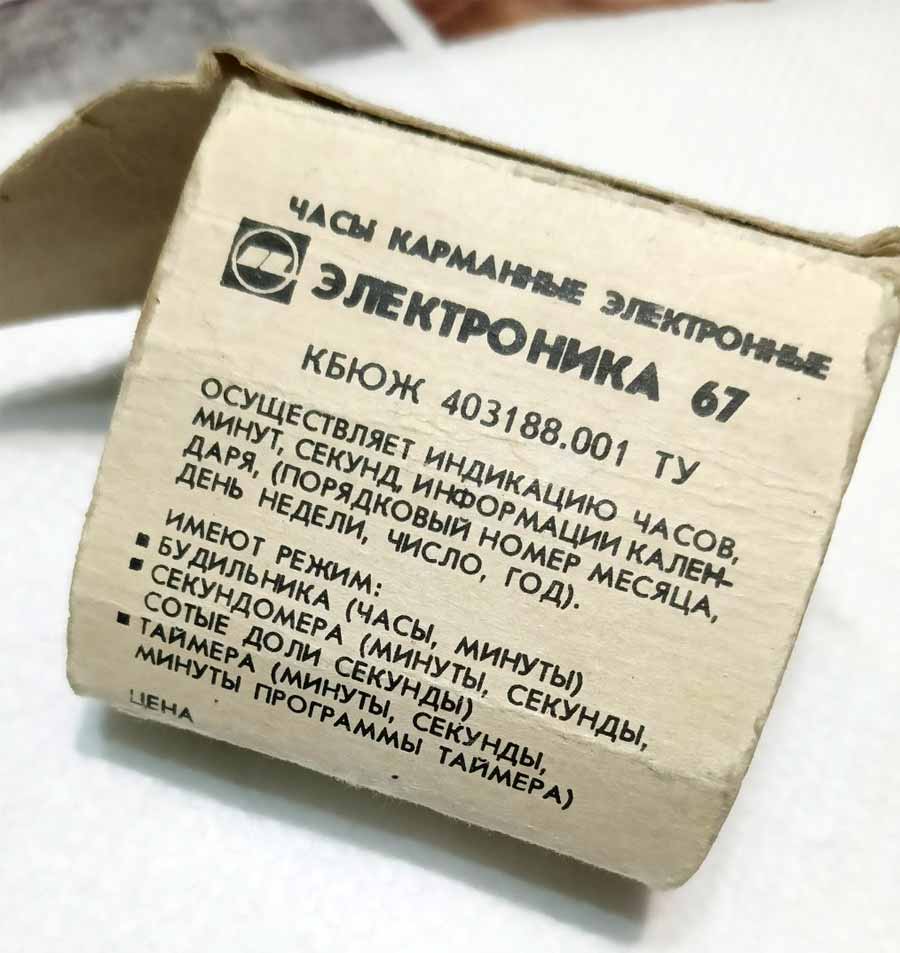 ЧАСЫ КАРМАННЫЕ ЭЛЕКТРОННЫЕ
ЭЛЕКТРОНИКА 67
КБЮЖ 403188.001 ТУ
ОСУЩЕСТВЛЯЕТ ИНДИКАЦИЮ ЧАСОВ,
МИНУТ, СЕКУНД, ИНФОРМАЦИИ КАЛЕН-
ДАРЯ, (ПОРЯДКОВЫЙ НОМЕР МЕСЯЦА,
ДЕНЬ НЕДЕЛИ, ЧИСЛО, ГОД).
ИМЕЮТ РЕЖИМ:
▪ БУДИЛЬНИКА (ЧАСЫ, МИНУТЫ)
▪ СЕКУНДОМЕРА (МИНУТЫ, СЕКУНДЫ,
СОТЫЕ ДОЛИ СЕКУНДЫ)
▪ ТАЙМЕРА (МИНУТЫ, СЕКУНДЫ,
МИНУТЫ ПРОГРАММЫ ТАЙМЕРА)
ЦЕНА